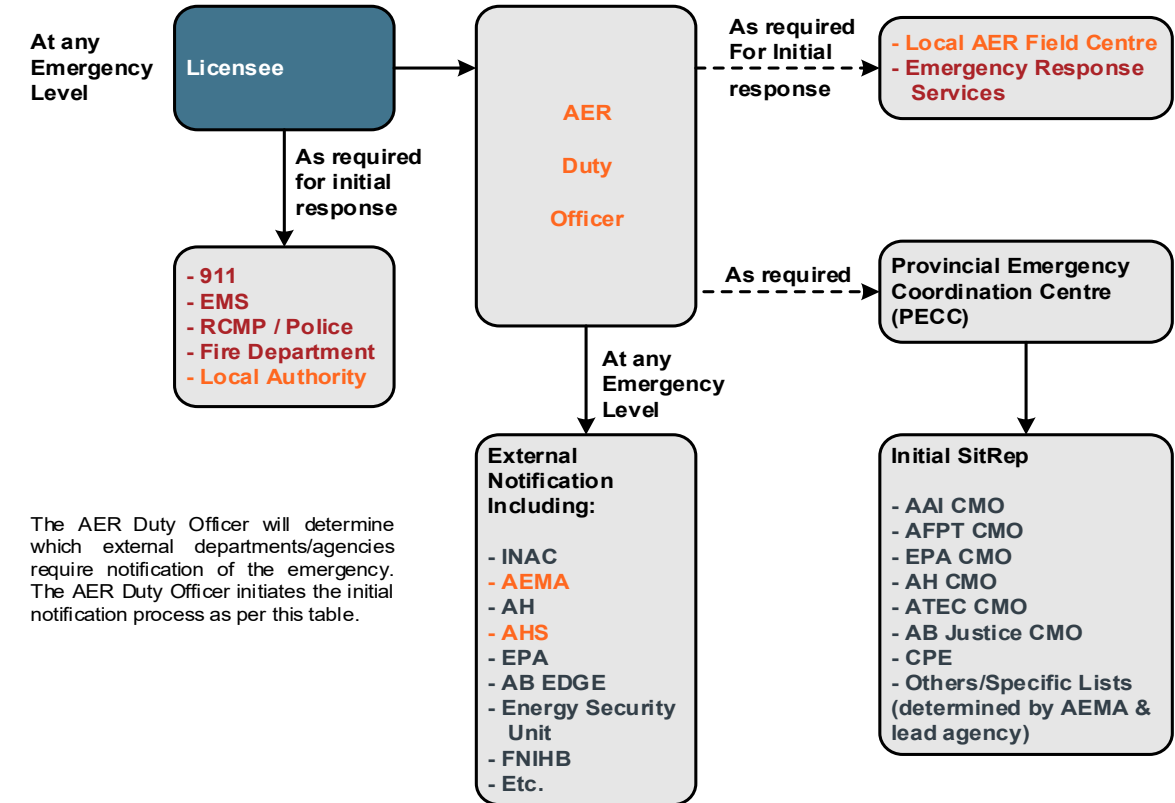 At any
Emergency
Level
Licensee
As required
for initial
response
- 911
- EMS
- RCMP / Police
- Fire Department
- Local Authority
The AER Duty Officer will determine
which external departments/agencies
require notification of the emergency.
The AER Duty Officer initiates the initial
notification process as per this table.
AER
Duty
Officer
As required
For Initial
response
- Local AER Field Centre
- Emergency Response
Services
As required
Provincial Emergency
Coordination Centre
(PECC)
At any
Emergency
Level
External
Notification
Including:
- INAC
- AEMA
- AH
- AHS
- EPA
- AB EDGE
- Energy Security
Unit
- FNIHB
- Etc.
Initial SitRep
- AAI CMO
- AFPT CMO
- EPA CMO
- AH CMO
- ATEC CMO
- AB Justice CMO
- CPE
- Others/Specific Lists
(determined by AEMA &
lead agency)